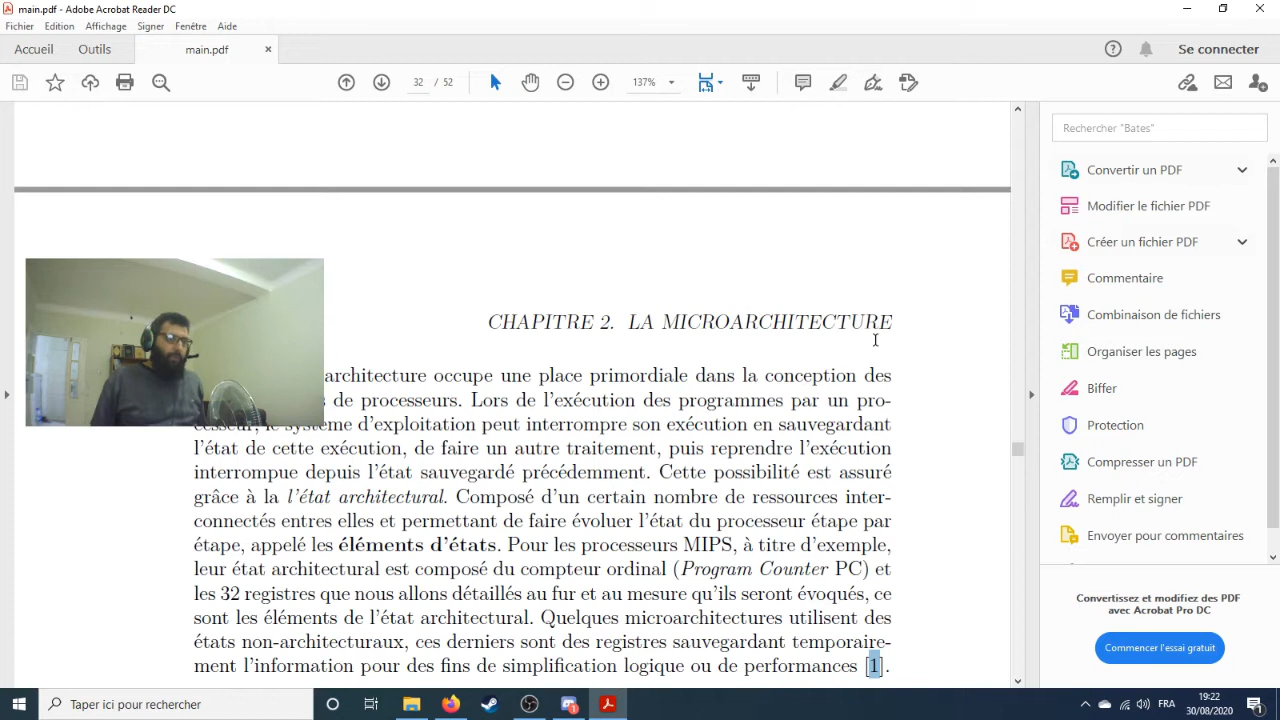 main.pdf - Adobe Acrobat Reader DC
Fichier Edition Affichage Signer Fenêtre Aide
Accueil Outils main.pdf × Se connecter
32 / 52 137%
Rechercher "Bates"
Convertir un PDF
Modifier le fichier PDF
Créer un fichier PDF
Commentaire
Combinaison de fichiers
Organiser les pages
Biffer
Protection
Compresser un PDF
Remplir et signer
Envoyer pour commentaires
Convertissez et modifiez des PDF
avec Acrobat Pro DC
Commencer l'essai gratuit
CHAPITRE 2. LA MICROARCHITECTURE
architecture occupe une place primordiale dans la conception des
de processeurs. Lors de l'exécution des programmes par un pro-
cesseur, le système d'exploitation peut interrompre son exécution en sauvegardant
l'état de cette exécution, de faire un autre traitement, puis reprendre l'exécution
interrompue depuis l'état sauvegardé précédemment. Cette possibilité est assuré
grâce à la l'état architectural. Composé d'un certain nombre de ressources inter-
connectés entres elles et permettant de faire évoluer l'état du processeur étape par
étape, appelé les éléments d'états. Pour les processeurs MIPS, à titre d'exemple,
leur état architectural est composé du compteur ordinal (Program Counter PC) et
les 32 registres que nous allons détaillés au fur et au mesure qu'ils seront évoqués, ce
sont les éléments de l'état architectural. Quelques microarchitectures utilisent des
états non-architecturaux, ces derniers sont des registres sauvegardant temporaire-
ment l'information pour des fins de simplification logique ou de performances [1].
Taper ici pour rechercher
FRA
19:22
30/08/2020